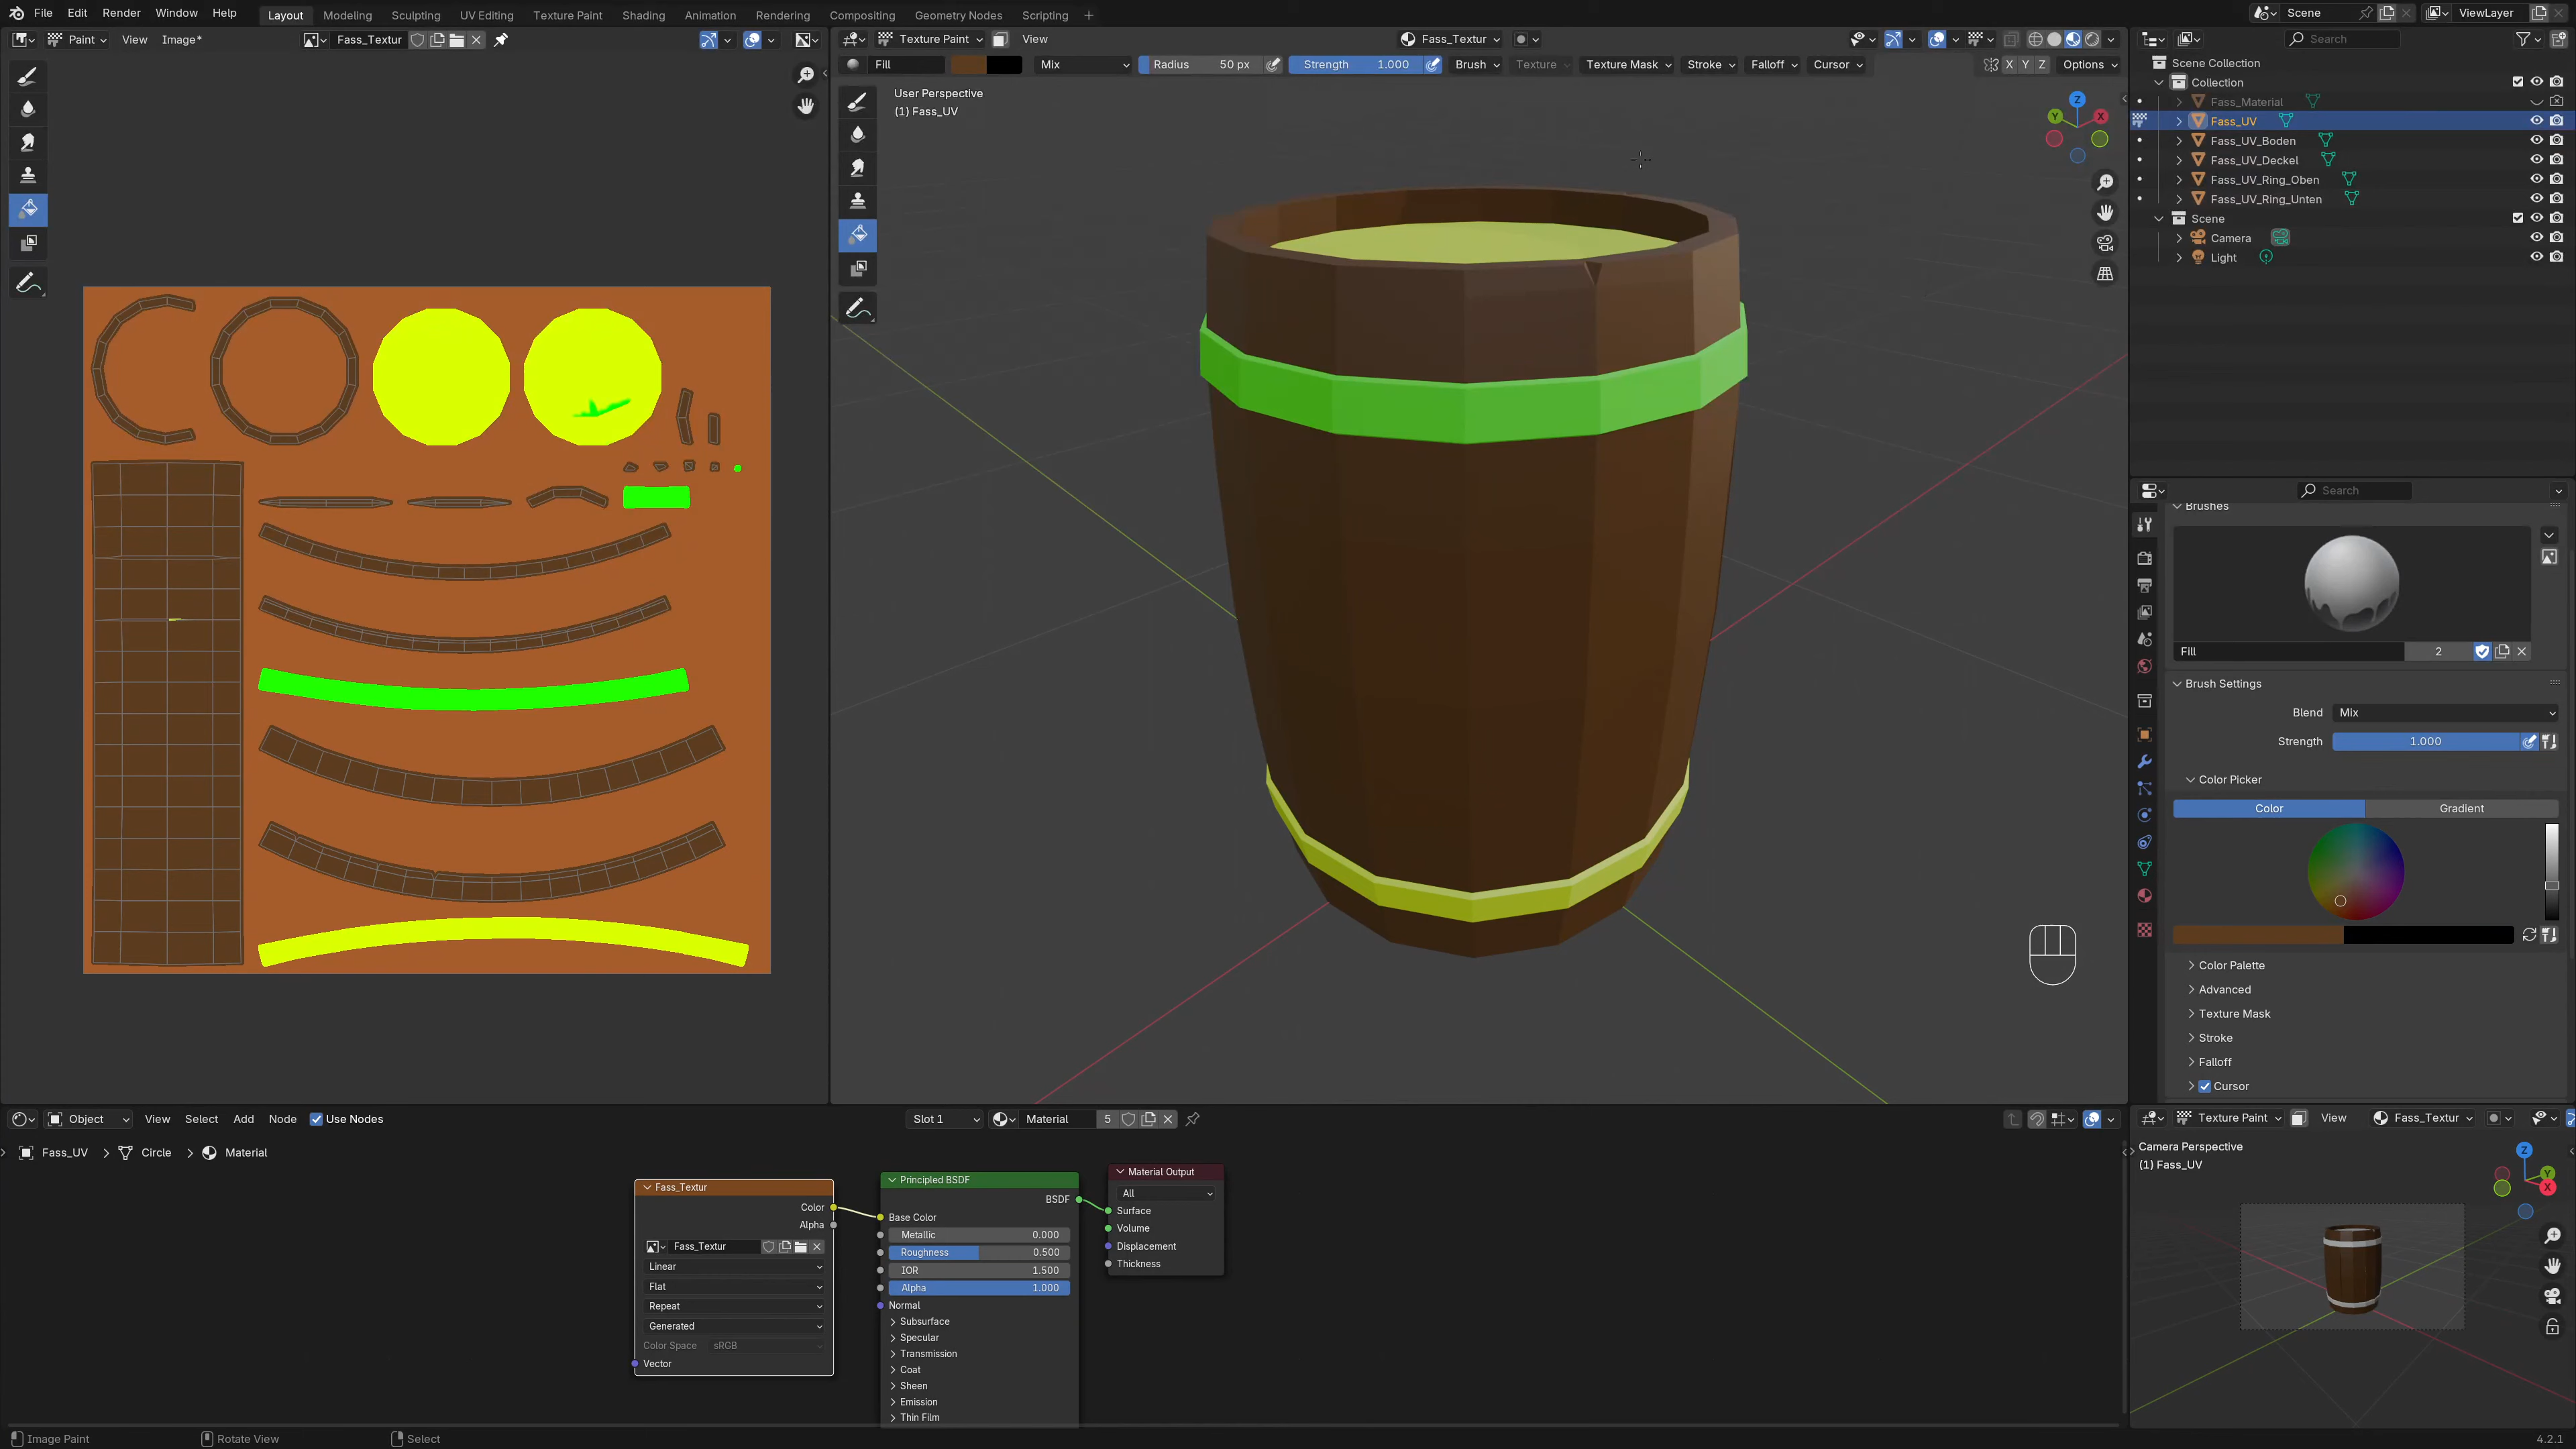 File Edit Render Window Help Layout Modeling Sculpting UV Editing Texture Paint Shading Animation Rendering Compositing Geometry Nodes Scripting + Scene ViewLayer
Paint View Image* Fass_Textur
Texture Paint View Fass_Textur
Fill Mix Radius 50 px Strength 1.000 Brush Texture Texture Mask Stroke Falloff Cursor X Y Z Options
User Perspective
(1) Fass_UV
Z
Y
X
Search
Scene Collection
Collection
Fass_Material
Fass_UV
Fass_UV_Boden
Fass_UV_Deckel
Fass_UV_Ring_Oben
Fass_UV_Ring_Unten
Scene
Camera
Light
Search
Brushes
Fill 2
Brush Settings
Blend Mix
Strength 1.000
Color Picker
Color Gradient
Color Palette
Advanced
Texture Mask
Stroke
Falloff
Cursor
Object View Select Add Node Use Nodes Slot 1 Material 5
Fass_UV > Circle > Material
Fass_Textur
Color
Alpha
Fass_Textur
Linear
Flat
Repeat
Generated
Color Space sRGB
Vector
Principled BSDF
BSDF
Base Color
Metallic 0.000
Roughness 0.500
IOR 1.500
Alpha 1.000
Normal
Subsurface
Specular
Transmission
Coat
Sheen
Emission
Thin Film
Material Output
All
Surface
Volume
Displacement
Thickness
Texture Paint View Fass_Textur
Camera Perspective
(1) Fass_UV
Z
Y
X
Image Paint Rotate View Select 4.2.1